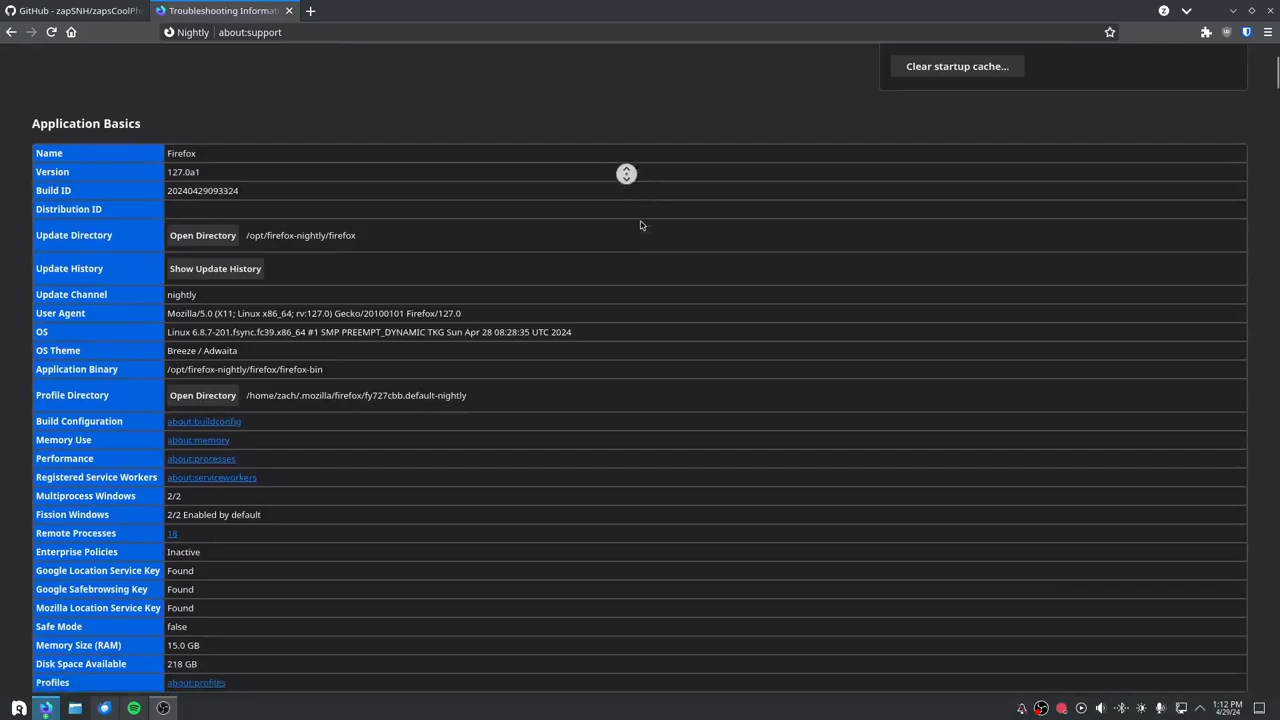 GitHub - zapSNH/zapsCoolPh
Troubleshooting Informat
Nightly about:support
Clear startup cache...
Application Basics
Name Firefox
Version 127.0a1
Build ID 20240429093324
Distribution ID
Update Directory Open Directory /opt/firefox-nightly/firefox
Update History Show Update History
Update Channel nightly
User Agent Mozilla/5.0 (X11; Linux x86_64; rv:127.0) Gecko/20100101 Firefox/127.0
OS Linux 6.8.7-201.fsync.fc39.x86_64 #1 SMP PREEMPT_DYNAMIC TKG Sun Apr 28 08:28:35 UTC 2024
OS Theme Breeze / Adwaita
Application Binary /opt/firefox-nightly/firefox/firefox-bin
Profile Directory Open Directory /home/zach/.mozilla/firefox/fy727cbb.default-nightly
Build Configuration about:buildconfig
Memory Use about:memory
Performance about:processes
Registered Service Workers about:serviceworkers
Multiprocess Windows 2/2
Fission Windows 2/2 Enabled by default
Remote Processes 18
Enterprise Policies Inactive
Google Location Service Key Found
Google Safebrowsing Key Found
Mozilla Location Service Key Found
Safe Mode false
Memory Size (RAM) 15.0 GB
Disk Space Available 218 GB
Profiles about:profiles
1:12 PM
4/29/24